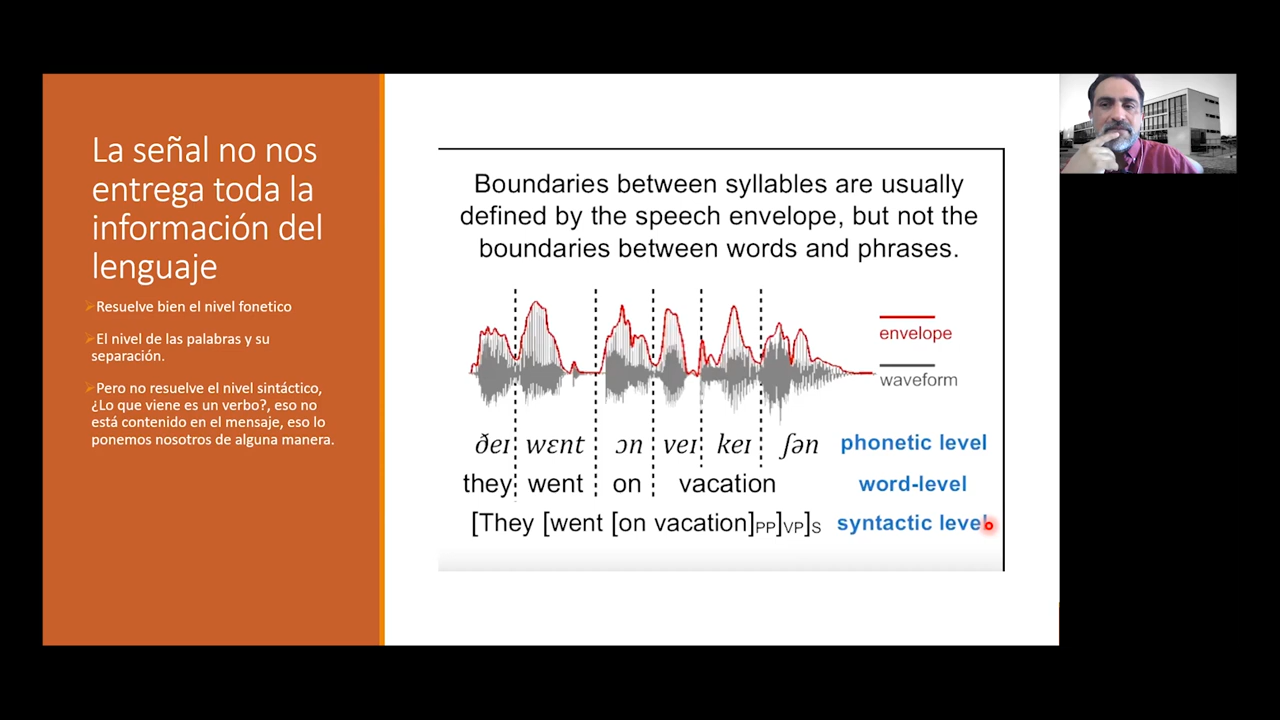 La señal no nos
entrega toda la
información del
lenguaje
Resuelve bien el nivel fonetico
El nivel de las palabras y su
separación.
Pero no resuelve el nivel sintáctico,
¿Lo que viene es un verbo?, eso no
está contenido en el mensaje, eso lo
ponemos nosotros de alguna manera.
Boundaries between syllables are usually
defined by the speech envelope, but not the
boundaries between words and phrases.
envelope
waveform
ðeɪ wɛnt ɔn veɪ keɪ ʃən phonetic level
they went on vacation word-level
[They [went [on vacation]PP]VP]S syntactic level